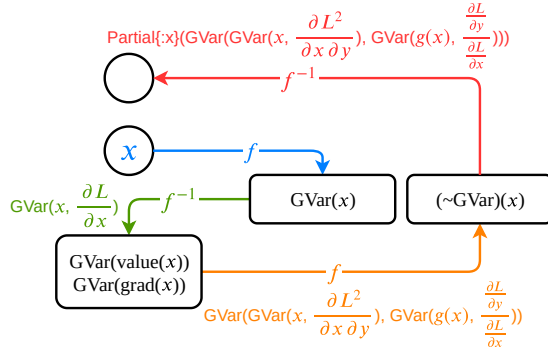 Partial{:x}(GVar(GVar(x, ∂L²/∂x ∂y), GVar(g(x), (∂L/∂y)/(∂L/∂x))))
f⁻¹
x
f
GVar(x, ∂L/∂x)
f⁻¹
GVar(x)
(~GVar)(x)
GVar(value(x))
GVar(grad(x))
f
GVar(GVar(x, ∂L²/∂x ∂y), GVar(g(x), (∂L/∂y)/(∂L/∂x)))